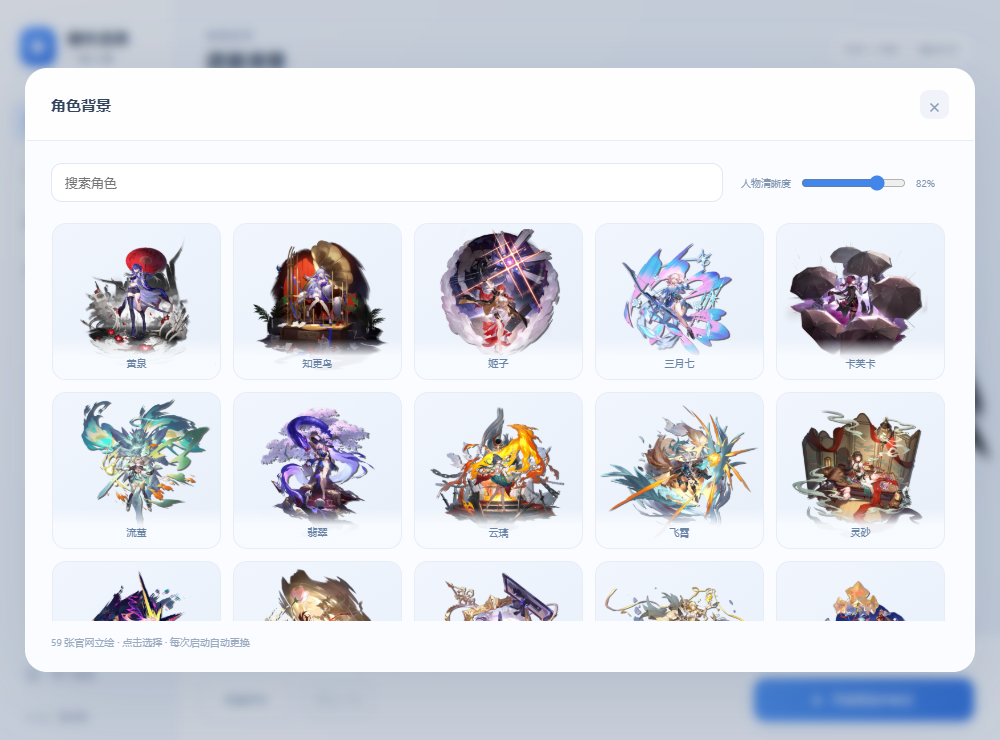 角色背景
搜索角色
人物清晰度
82%
黄泉
知更鸟
姬子
三月七
卡芙卡
流萤
翡翠
云璃
飞霄
灵砂
59 张官网立绘 · 点击选择 · 每次启动自动更换